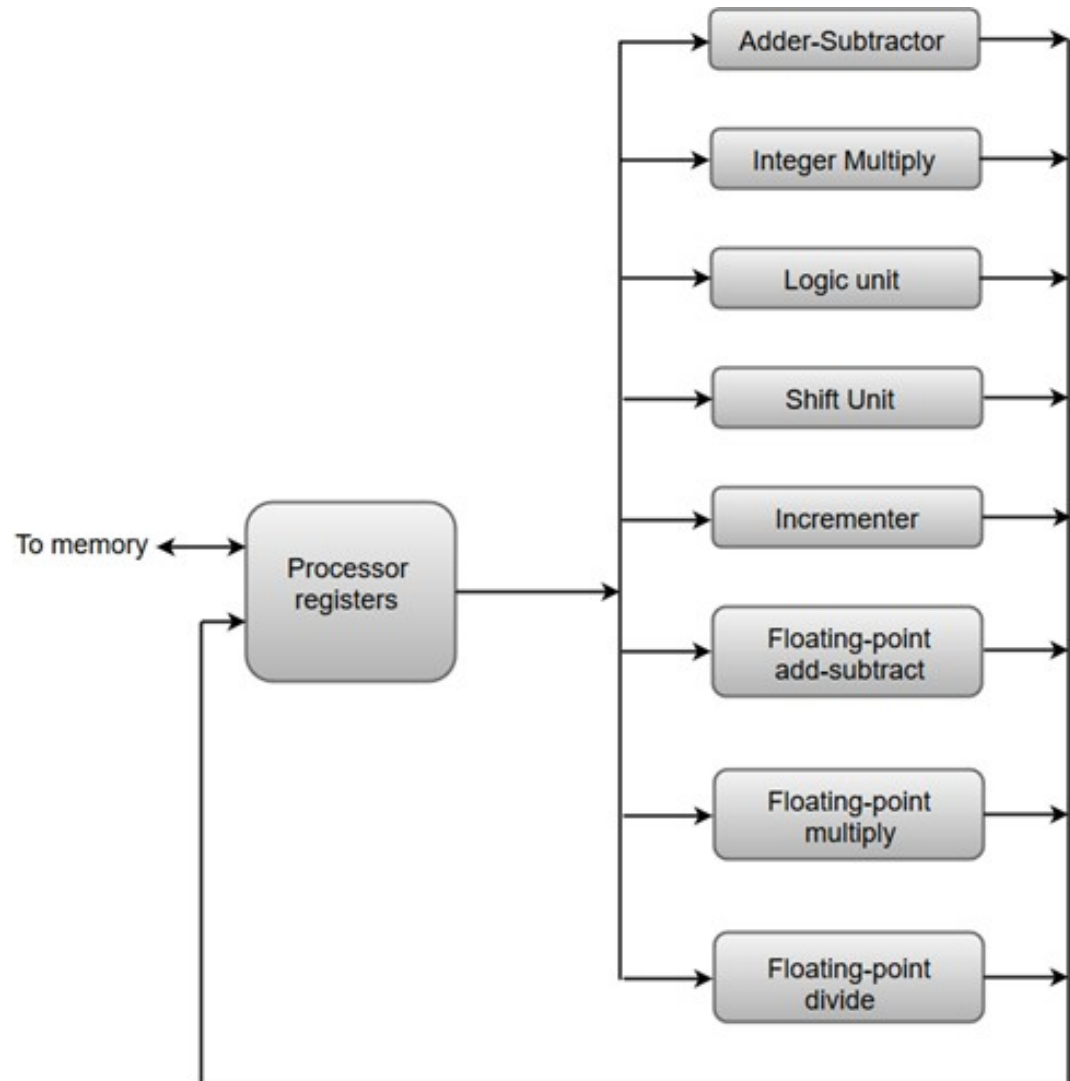 Adder-Subtractor
Integer Multiply
Logic unit
Shift Unit
Incrementer
To memory
Processor
registers
Floating-point
add-subtract
Floating-point
multiply
Floating-point
divide